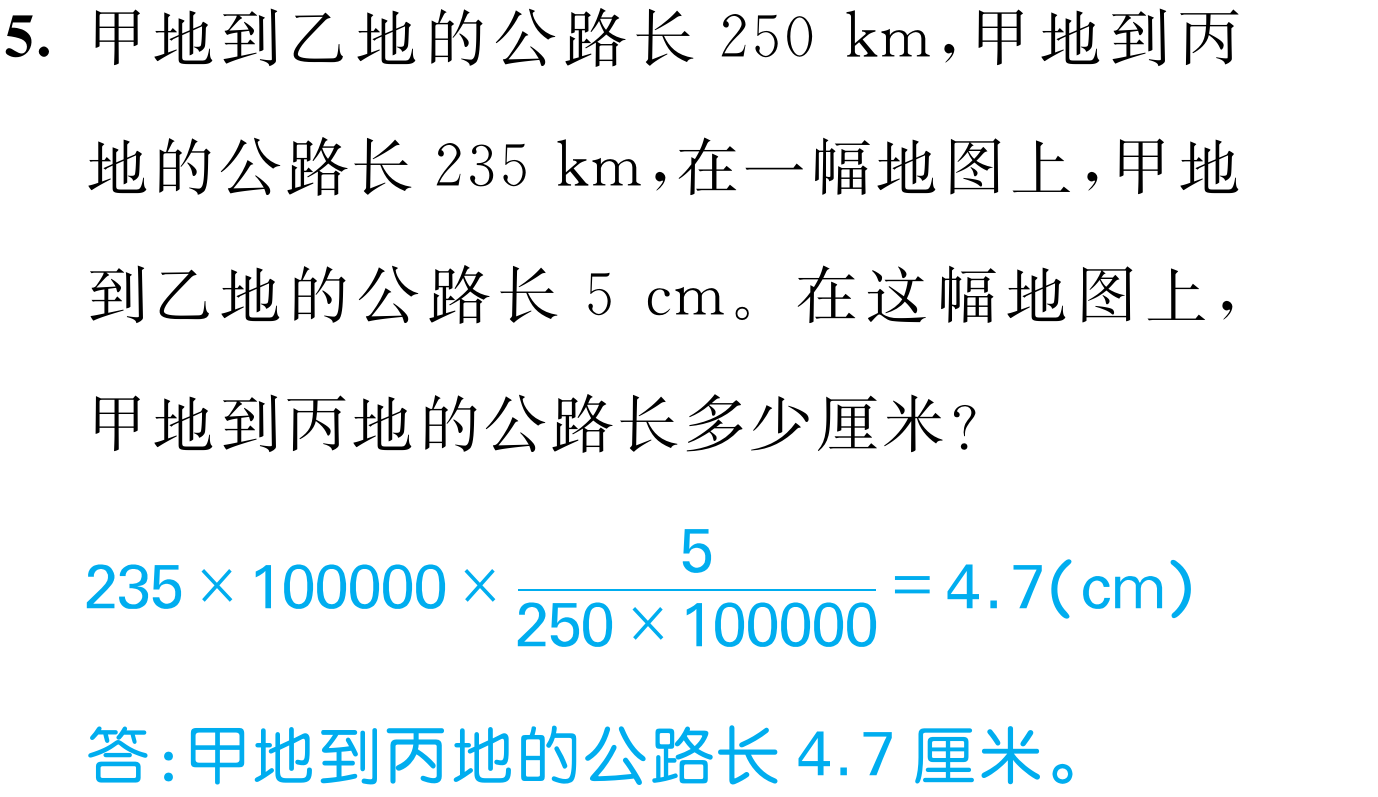 5. 甲地到乙地的公路长 250 km,甲地到丙
地的公路长 235 km,在一幅地图上,甲地
到乙地的公路长 5 cm。在这幅地图上,
甲地到丙地的公路长多少厘米?
235×100000×5/(250×100000)=4.7(cm)
答:甲地到丙地的公路长 4.7 厘米。